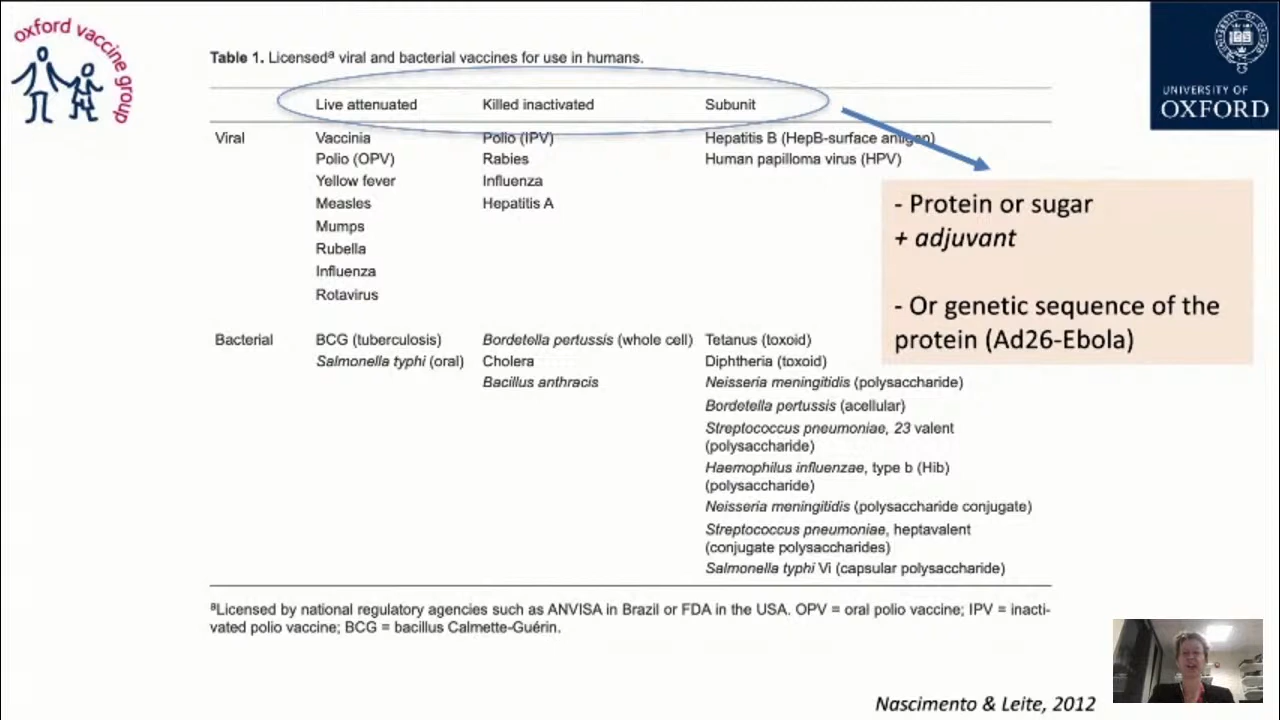 oxford vaccine group
UNIVERSITY OF
OXFORD
Table 1. Licensedª viral and bacterial vaccines for use in humans.
Live attenuated Killed inactivated Subunit
Viral Vaccinia Polio (IPV) Hepatitis B (HepB-surface antigen)
Polio (OPV) Rabies Human papilloma virus (HPV)
Yellow fever Influenza
Measles Hepatitis A
Mumps
Rubella
Influenza
Rotavirus
- Protein or sugar
+ adjuvant
- Or genetic sequence of the
protein (Ad26-Ebola)
Bacterial BCG (tuberculosis) Bordetella pertussis (whole cell) Tetanus (toxoid)
Salmonella typhi (oral) Cholera Diphtheria (toxoid)
Bacillus anthracis Neisseria meningitidis (polysaccharide)
Bordetella pertussis (acellular)
Streptococcus pneumoniae, 23 valent
(polysaccharide)
Haemophilus influenzae, type b (Hib)
(polysaccharide)
Neisseria meningitidis (polysaccharide conjugate)
Streptococcus pneumoniae, heptavalent
(conjugate polysaccharides)
Salmonella typhi Vi (capsular polysaccharide)
ªLicensed by national regulatory agencies such as ANVISA in Brazil or FDA in the USA. OPV = oral polio vaccine; IPV = inacti-
vated polio vaccine; BCG = bacillus Calmette-Guérin.
Nascimento & Leite, 2012